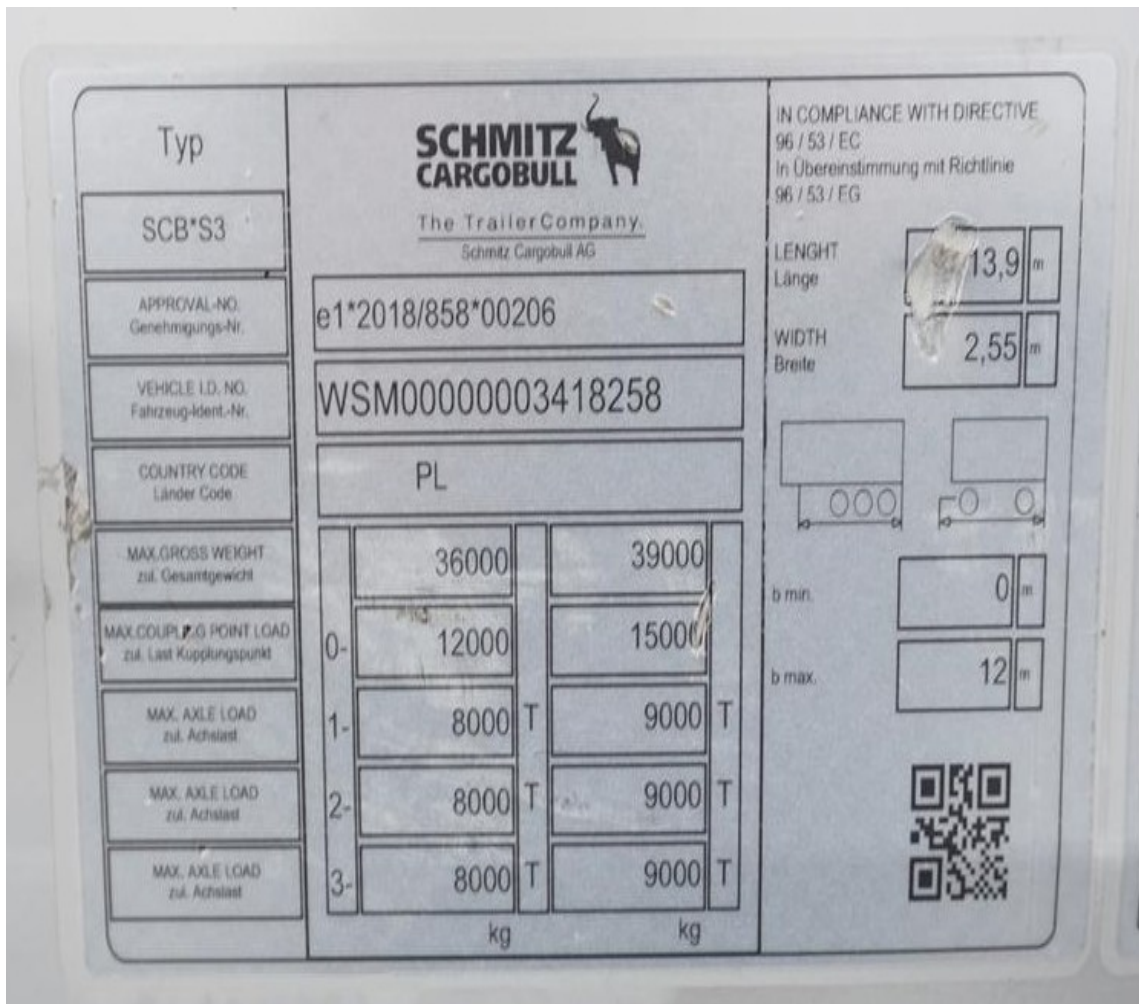 Typ
SCB*S3
SCHMITZ
CARGOBULL
The TrailerCompany.
Schmitz Cargobull AG
APPROVAL-NO.
Genehmigungs-Nr.
e1*2018/858*00206
VEHICLE I.D. NO.
Fahrzeug-Ident.-Nr.
WSM00000003418258
COUNTRY CODE
Länder Code
PL
MAX.GROSS WEIGHT
zul. Gesamtgewicht
36000 39000
MAX.COUPLING POINT LOAD
zul. Last Kupplungspunkt
0- 12000 15000
MAX. AXLE LOAD
zul. Achslast
1- 8000 T 9000 T
MAX. AXLE LOAD
zul. Achslast
2- 8000 T 9000 T
MAX. AXLE LOAD
zul. Achslast
3- 8000 T 9000 T
kg kg
IN COMPLIANCE WITH DIRECTIVE
96 / 53 / EC
In Übereinstimmung mit Richtlinie
96 / 53 / EG
LENGHT
Länge
13,9 m
WIDTH
Breite
2,55 m
b min. 0 m
b max. 12 m